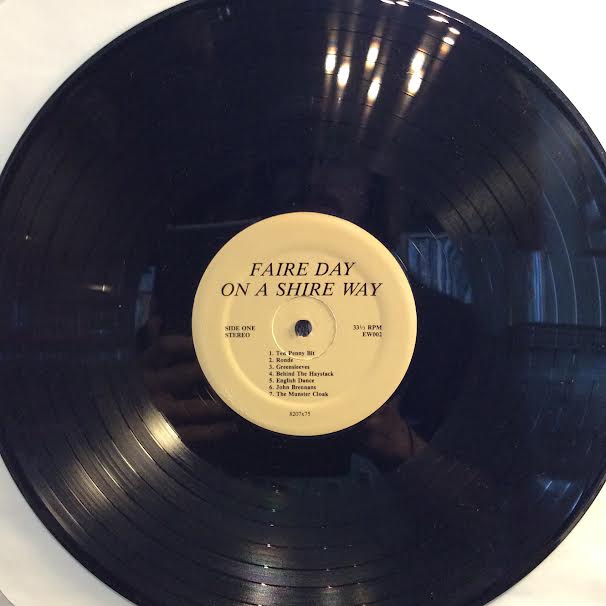 FAIRE DAY
ON A SHIRE WAY
SIDE ONE
STEREO
33⅓ RPM
EW002
1. Ten Penny Bit
2. Ronde
3. Greensleeves
4. Behind The Haystack
5. English Dance
6. John Brennans
7. The Munster Cloak
8207x75